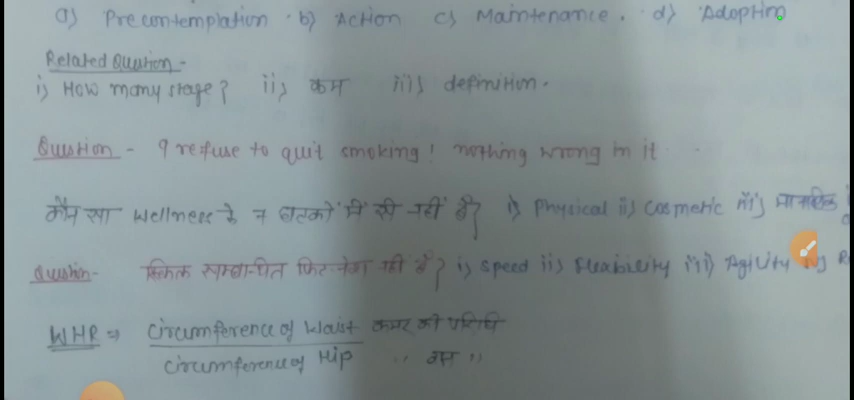 a) Precontemplation b) Action c) Maintenance. d) Adopting
Related Question -
i) How many stage? ii) क्रम iii) definition.
Question - I refuse to quit smoking! nothing wrong in it
कौन सा Wellness के घटकों में से नहीं है? i) Physical ii) Cosmetic iii) मानसिक
Question- स्किल सम्बन्धित फिटनेस नहीं है? i) Speed ii) Flexibility iii) Agility
WHR => Circumference of Waist कमर की परिधि
Circumference of Hip ,, ,,